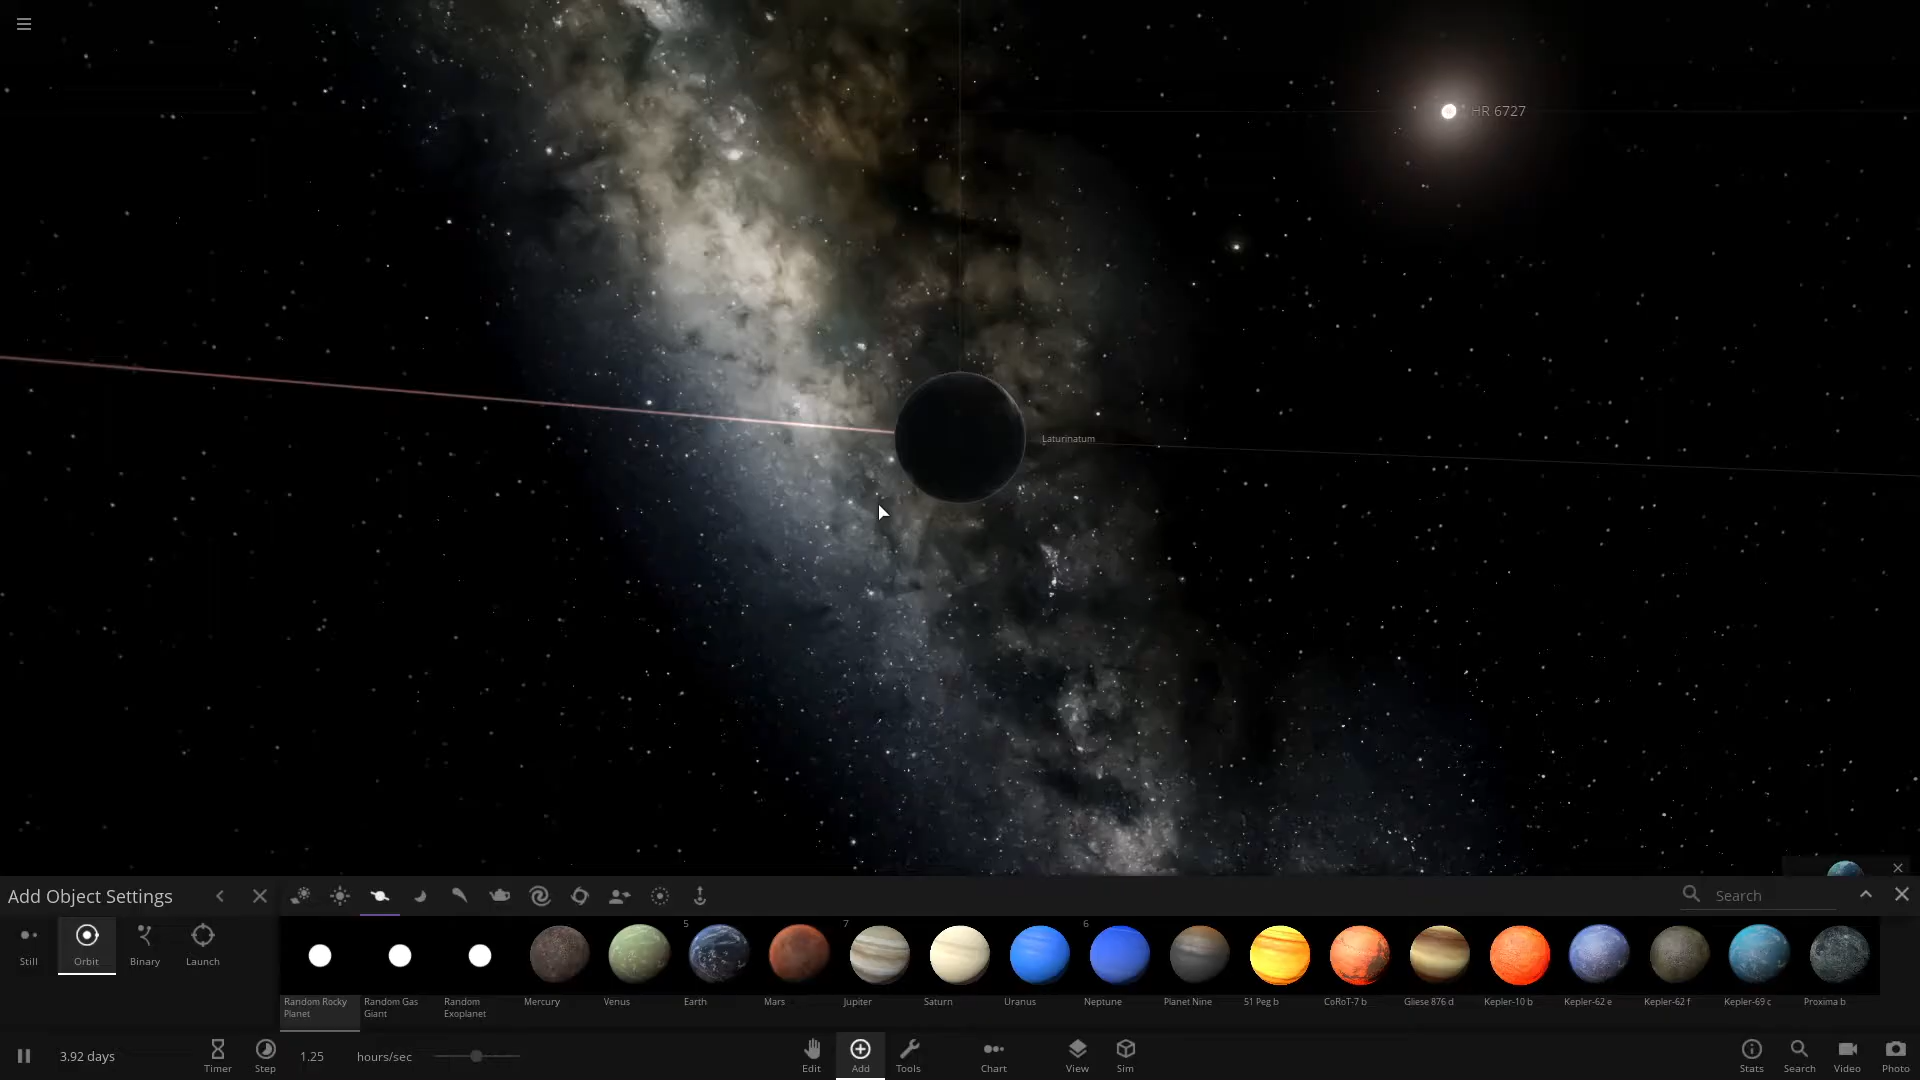 HR 6727
Laturinatum
Add Object Settings
Search
Still
Orbit
Binary
Launch
5
7
6
Random Rocky
Planet
Random Gas
Giant
Random
Exoplanet
Mercury
Venus
Earth
Mars
Jupiter
Saturn
Uranus
Neptune
Planet Nine
51 Peg b
CoRoT-7 b
Gliese 876 d
Kepler-10 b
Kepler-62 e
Kepler-62 f
Kepler-69 c
Proxima b
3.92 days
Timer
Step
1.25
hours/sec
Edit
Add
Tools
Chart
View
Sim
Stats
Search
Video
Photo